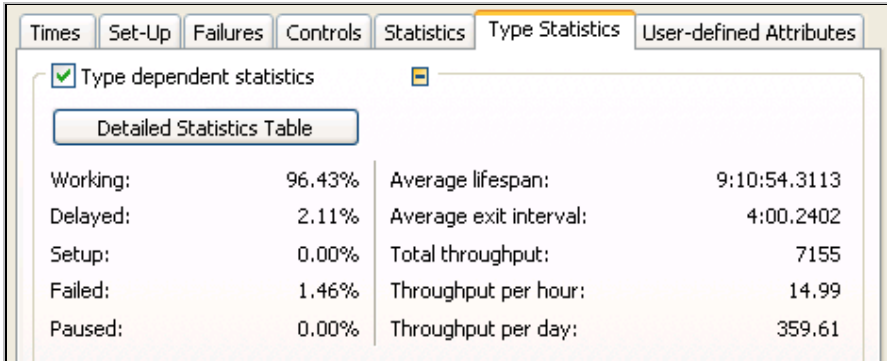 Times Set-Up Failures Controls Statistics Type Statistics User-defined Attributes
Type dependent statistics
Detailed Statistics Table
Working: 96.43% Average lifespan: 9:10:54.3113
Delayed: 2.11% Average exit interval: 4:00.2402
Setup: 0.00% Total throughput: 7155
Failed: 1.46% Throughput per hour: 14.99
Paused: 0.00% Throughput per day: 359.61